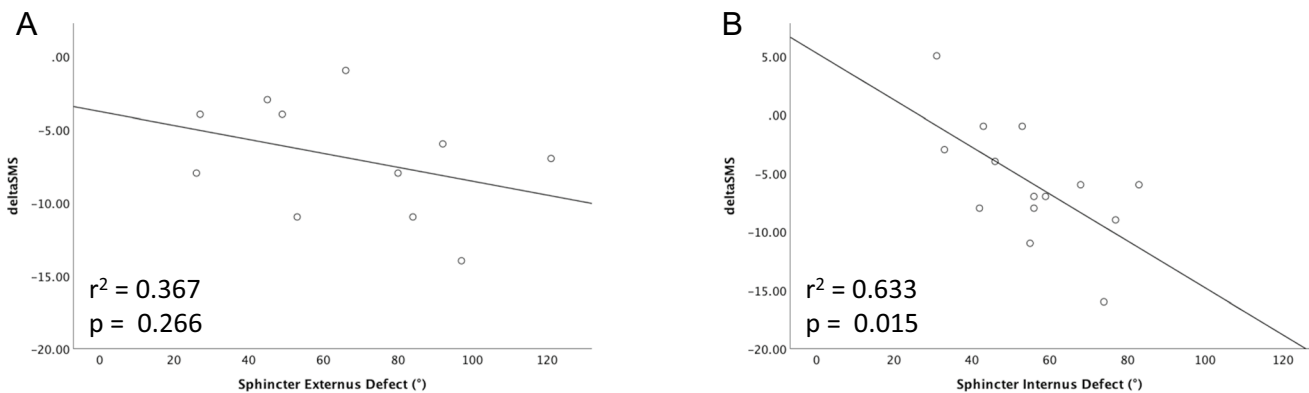 A
.00
−5.00
−10.00
−15.00
−20.00
deltaSMS
r² = 0.367
p = 0.266
0 20 40 60 80 100 120
Sphincter Externus Defect (°)
B
5.00
.00
−5.00
−10.00
−15.00
−20.00
deltaSMS
r² = 0.633
p = 0.015
0 20 40 60 80 100 120
Sphincter Internus Defect (°)